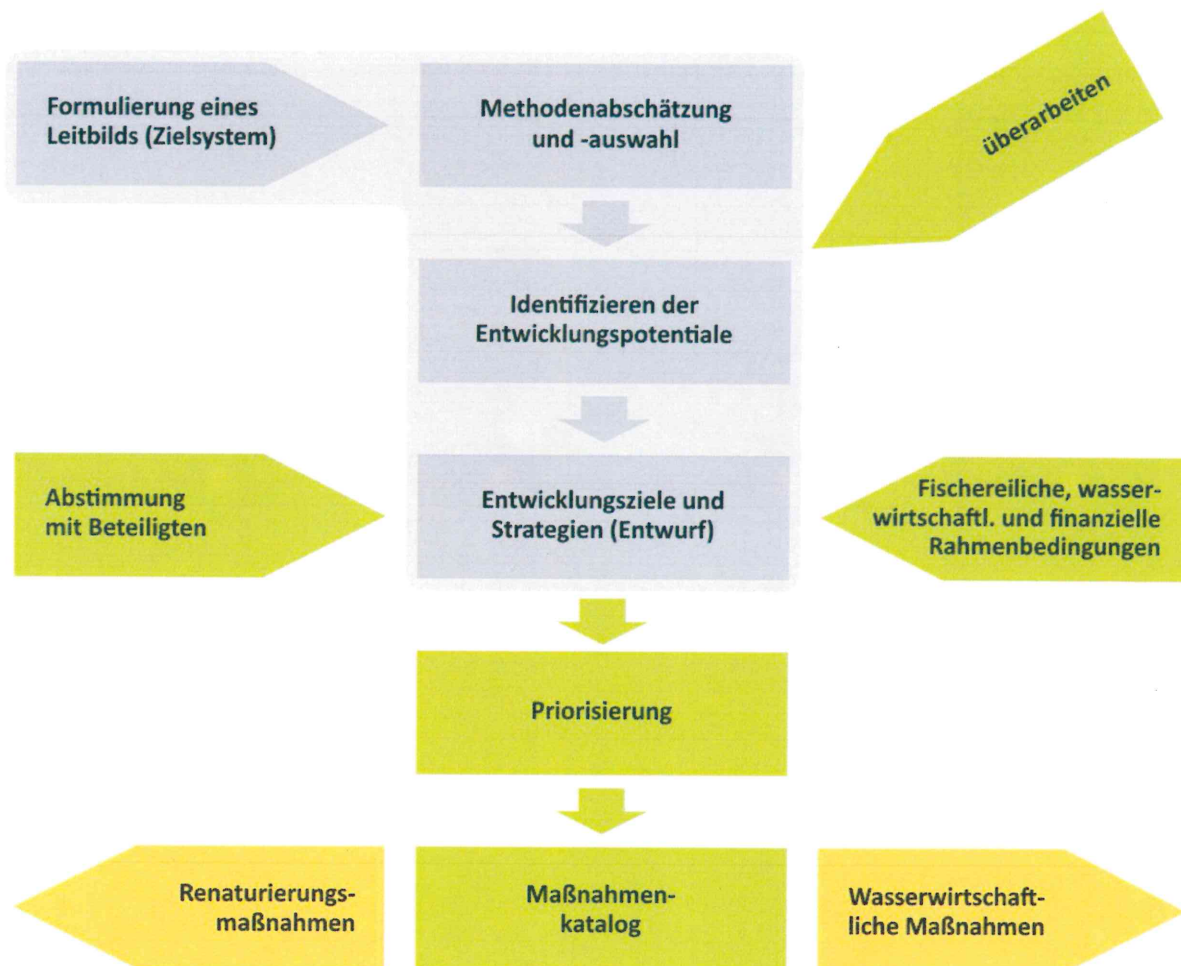 Formulierung eines
Leitbilds (Zielsystem)
Methodenabschätzung
und -auswahl
überarbeiten
Identifizieren der
Entwicklungspotentiale
Abstimmung
mit Beteiligten
Entwicklungsziele und
Strategien (Entwurf)
Fischereiliche, wasser-
wirtschaftl. und finanzielle
Rahmenbedingungen
Priorisierung
Renaturierungs-
maßnahmen
Maßnahmen-
katalog
Wasserwirtschaft-
liche Maßnahmen